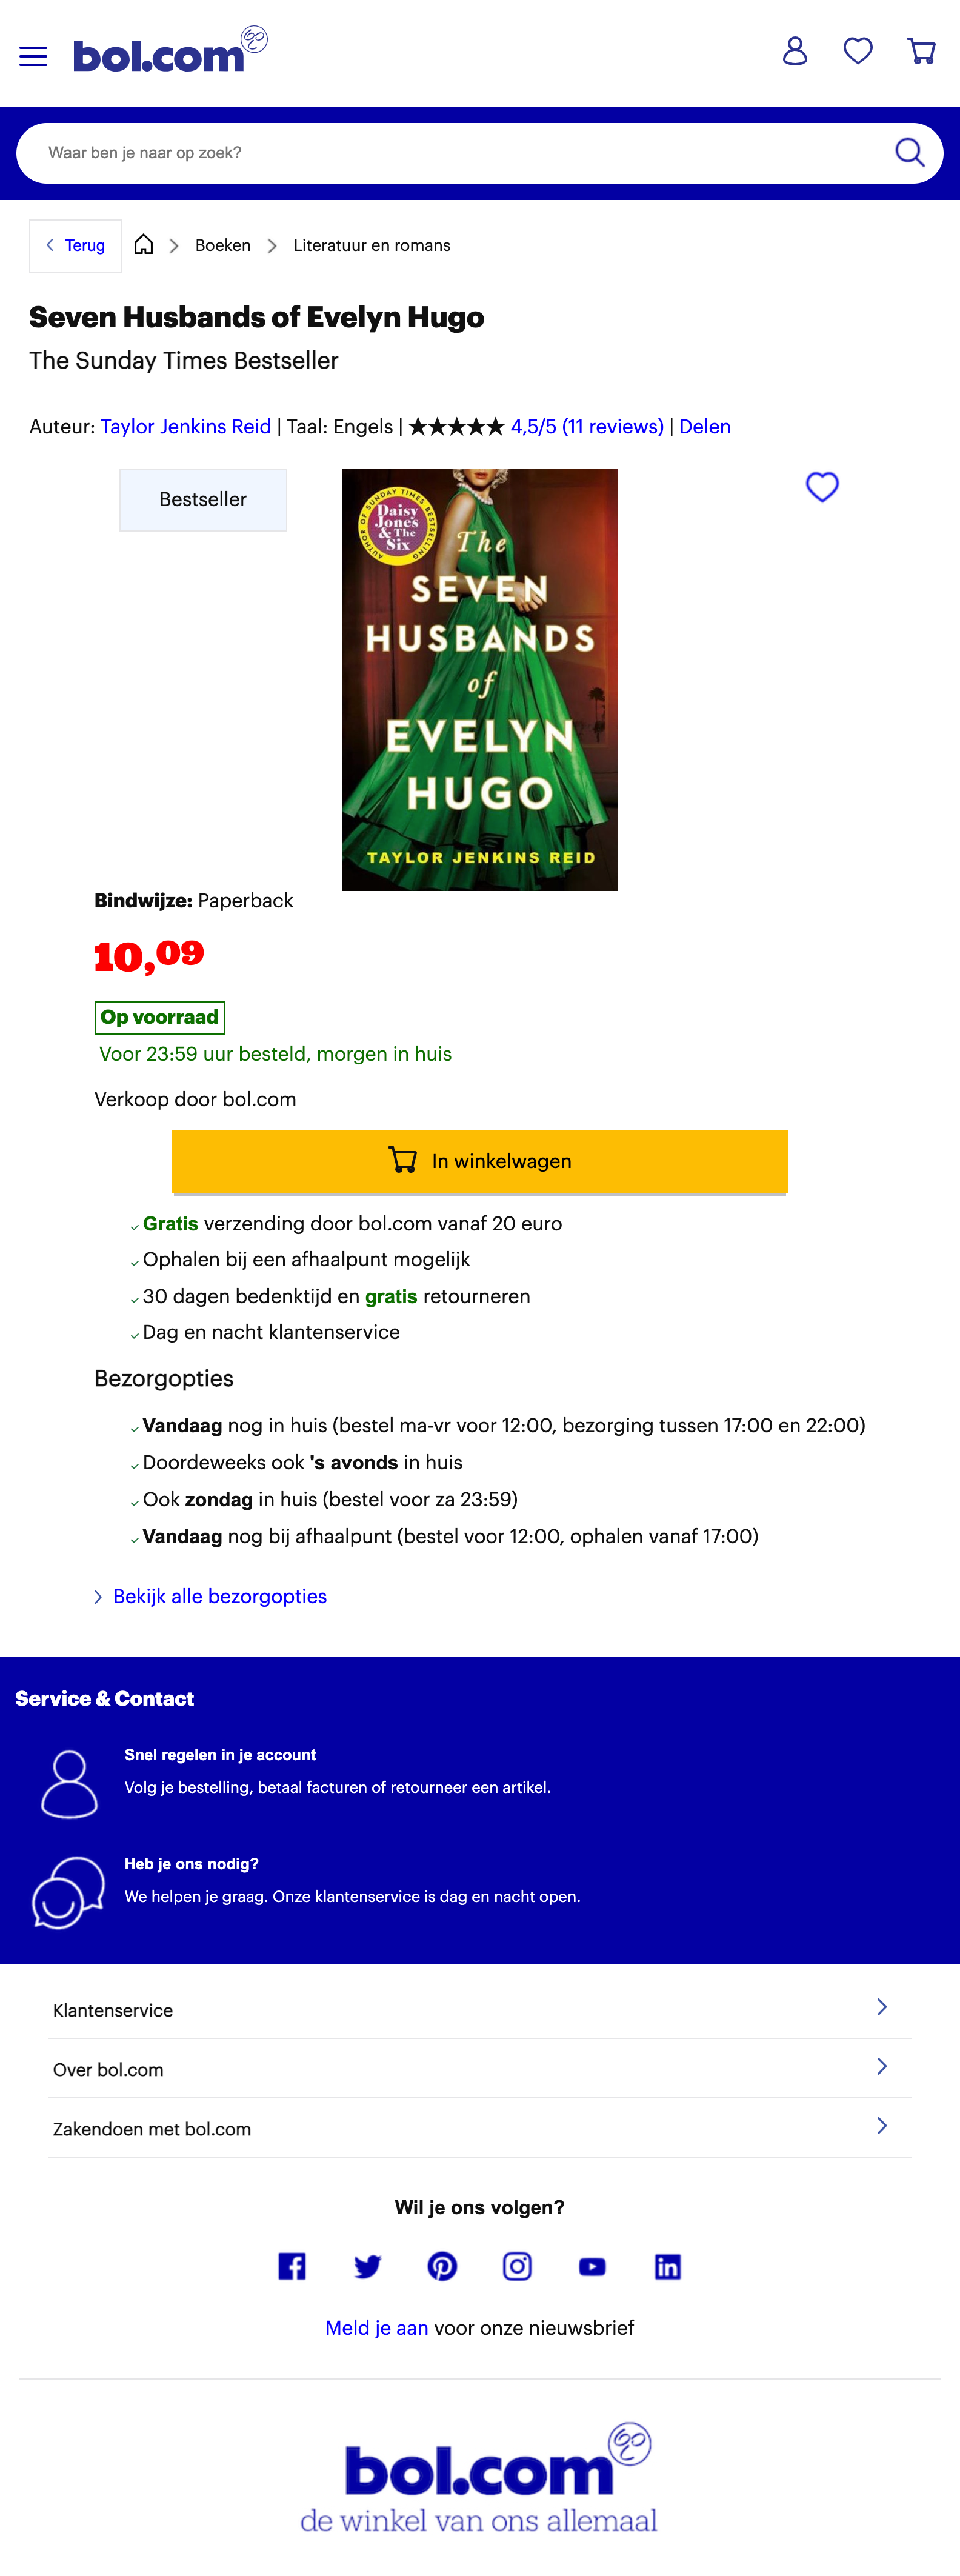 bol.com
Waar ben je naar op zoek?
Terug
Boeken
Literatuur en romans
Seven Husbands of Evelyn Hugo
The Sunday Times Bestseller
Auteur: Taylor Jenkins Reid | Taal: Engels | ★★★★★ 4,5/5 (11 reviews) | Delen
Bestseller
AUTHOR OF SUNDAY TIMES BESTSELLING
Daisy
Jones
& The
Six
The
SEVEN
HUSBANDS
of
EVELYN
HUGO
TAYLOR JENKINS REID
Bindwijze: Paperback
10,09
Op voorraad
Voor 23:59 uur besteld, morgen in huis
Verkoop door bol.com
In winkelwagen
Gratis verzending door bol.com vanaf 20 euro
Ophalen bij een afhaalpunt mogelijk
30 dagen bedenktijd en gratis retourneren
Dag en nacht klantenservice
Bezorgopties
Vandaag nog in huis (bestel ma-vr voor 12:00, bezorging tussen 17:00 en 22:00)
Doordeweeks ook 's avonds in huis
Ook zondag in huis (bestel voor za 23:59)
Vandaag nog bij afhaalpunt (bestel voor 12:00, ophalen vanaf 17:00)
Bekijk alle bezorgopties
Service & Contact
Snel regelen in je account
Volg je bestelling, betaal facturen of retourneer een artikel.
Heb je ons nodig?
We helpen je graag. Onze klantenservice is dag en nacht open.
Klantenservice
Over bol.com
Zakendoen met bol.com
Wil je ons volgen?
Meld je aan voor onze nieuwsbrief
bol.com
de winkel van ons allemaal